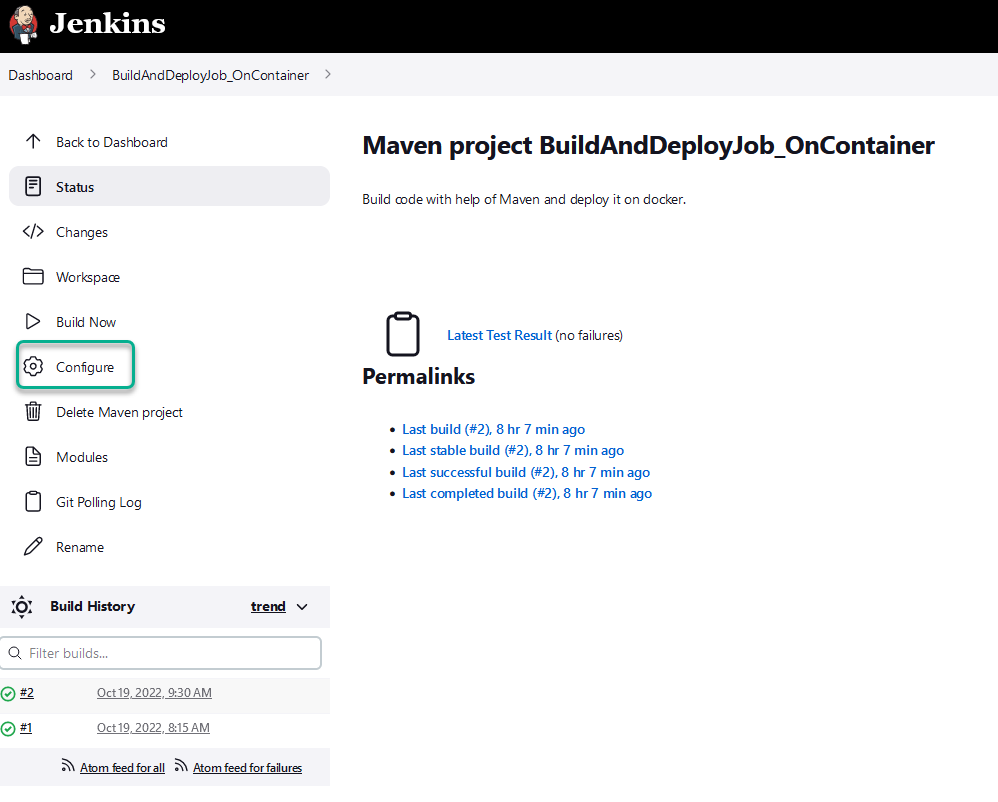 Jenkins
Dashboard > BuildAndDeployJob_OnContainer >
Back to Dashboard
Status
Changes
Workspace
Build Now
Configure
Delete Maven project
Modules
Git Polling Log
Rename
Build History trend
Filter builds...
#2 Oct 19, 2022, 9:30 AM
#1 Oct 19, 2022, 8:15 AM
Atom feed for all Atom feed for failures
Maven project BuildAndDeployJob_OnContainer
Build code with help of Maven and deploy it on docker.
Latest Test Result (no failures)
Permalinks
• Last build (#2), 8 hr 7 min ago
• Last stable build (#2), 8 hr 7 min ago
• Last successful build (#2), 8 hr 7 min ago
• Last completed build (#2), 8 hr 7 min ago